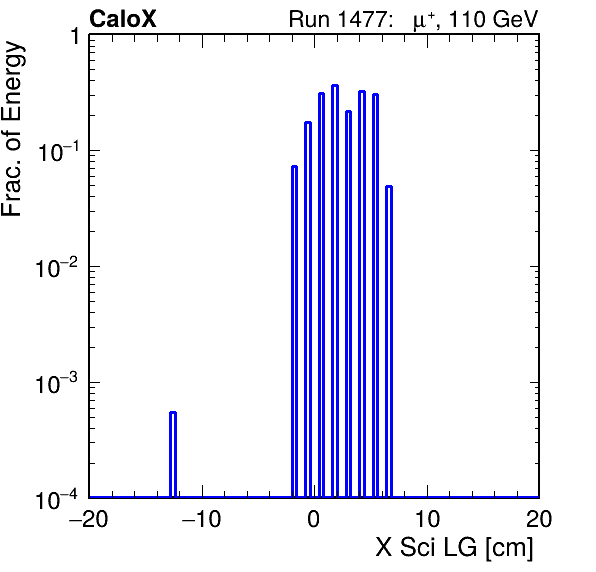 CaloX Run 1477: μ⁺, 110 GeV
Frac. of Energy
1
10⁻¹
10⁻²
10⁻³
10⁻⁴
−20 −10 0 10 20
X Sci LG [cm]